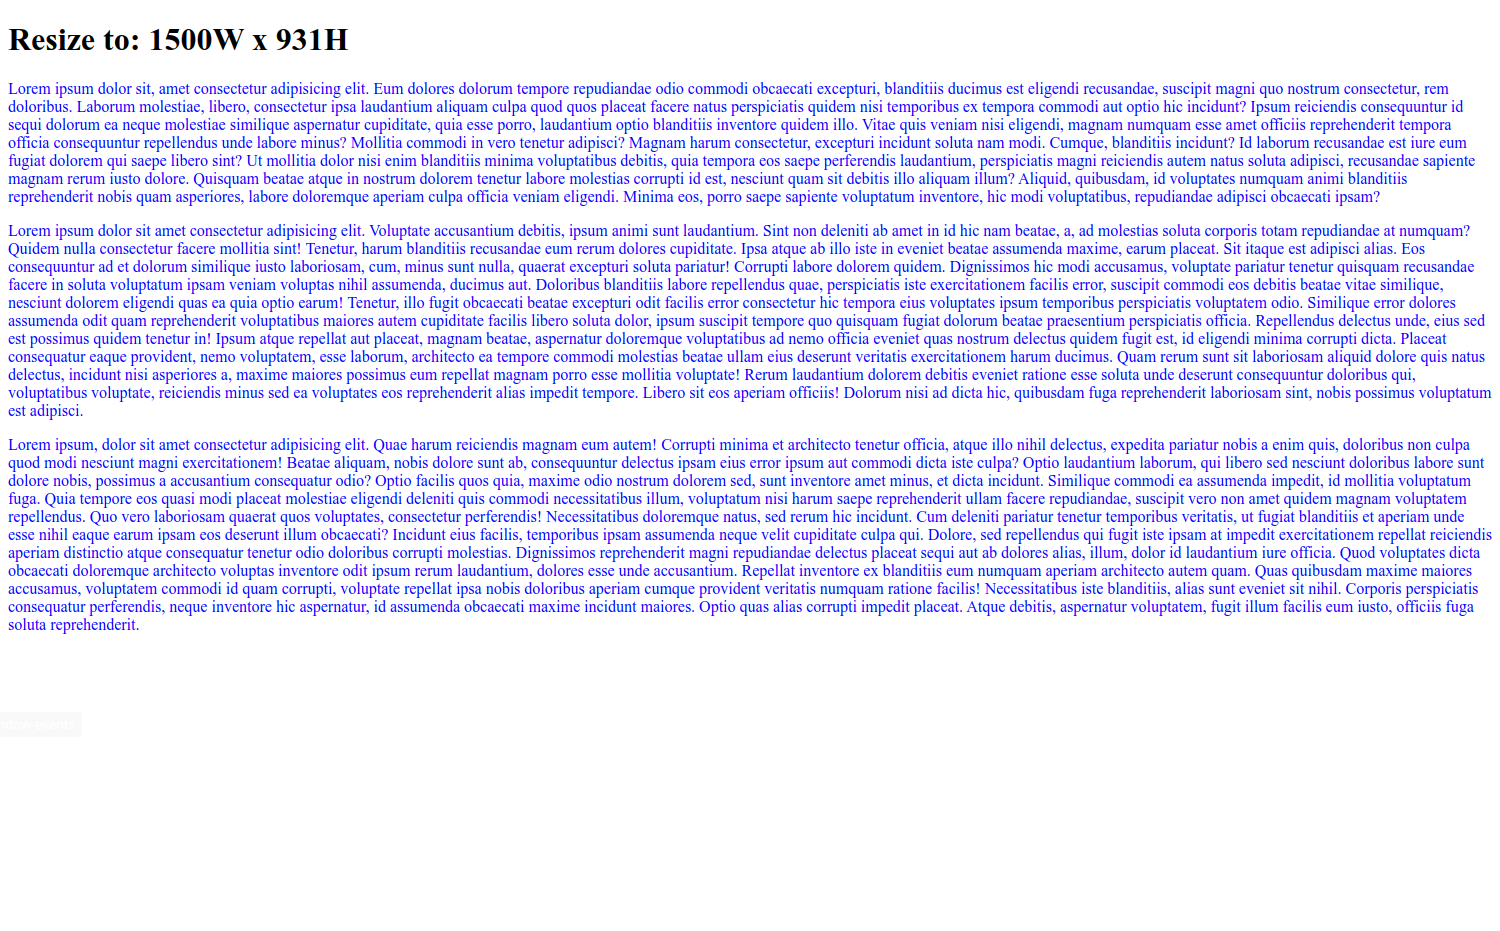 Resize to: 1500W x 931H
Lorem ipsum dolor sit, amet consectetur adipisicing elit. Eum dolores dolorum tempore repudiandae odio commodi obcaecati excepturi, blanditiis ducimus est eligendi recusandae, suscipit magni quo nostrum consectetur, rem
doloribus. Laborum molestiae, libero, consectetur ipsa laudantium aliquam culpa quod quos placeat facere natus perspiciatis quidem nisi temporibus ex tempora commodi aut optio hic incidunt? Ipsum reiciendis consequuntur id
sequi dolorum ea neque molestiae similique aspernatur cupiditate, quia esse porro, laudantium optio blanditiis inventore quidem illo. Vitae quis veniam nisi eligendi, magnam numquam esse amet officiis reprehenderit tempora
officia consequuntur repellendus unde labore minus? Mollitia commodi in vero tenetur adipisci? Magnam harum consectetur, excepturi incidunt soluta nam modi. Cumque, blanditiis incidunt? Id laborum recusandae est iure eum
fugiat dolorem qui saepe libero sint? Ut mollitia dolor nisi enim blanditiis minima voluptatibus debitis, quia tempora eos saepe perferendis laudantium, perspiciatis magni reiciendis autem natus soluta adipisci, recusandae sapiente
magnam rerum iusto dolore. Quisquam beatae atque in nostrum dolorem tenetur labore molestias corrupti id est, nesciunt quam sit debitis illo aliquam illum? Aliquid, quibusdam, id voluptates numquam animi blanditiis
reprehenderit nobis quam asperiores, labore doloremque aperiam culpa officia veniam eligendi. Minima eos, porro saepe sapiente voluptatum inventore, hic modi voluptatibus, repudiandae adipisci obcaecati ipsam?
Lorem ipsum dolor sit amet consectetur adipisicing elit. Voluptate accusantium debitis, ipsum animi sunt laudantium. Sint non deleniti ab amet in id hic nam beatae, a, ad molestias soluta corporis totam repudiandae at numquam?
Quidem nulla consectetur facere mollitia sint! Tenetur, harum blanditiis recusandae eum rerum dolores cupiditate. Ipsa atque ab illo iste in eveniet beatae assumenda maxime, earum placeat. Sit itaque est adipisci alias. Eos
consequuntur ad et dolorum similique iusto laboriosam, cum, minus sunt nulla, quaerat excepturi soluta pariatur! Corrupti labore dolorem quidem. Dignissimos hic modi accusamus, voluptate pariatur tenetur quisquam recusandae
facere in soluta voluptatum ipsam veniam voluptas nihil assumenda, ducimus aut. Doloribus blanditiis labore repellendus quae, perspiciatis iste exercitationem facilis error, suscipit commodi eos debitis beatae vitae similique,
nesciunt dolorem eligendi quas ea quia optio earum! Tenetur, illo fugit obcaecati beatae excepturi odit facilis error consectetur hic tempora eius voluptates ipsum temporibus perspiciatis voluptatem odio. Similique error dolores
assumenda odit quam reprehenderit voluptatibus maiores autem cupiditate facilis libero soluta dolor, ipsum suscipit tempore quo quisquam fugiat dolorum beatae praesentium perspiciatis officia. Repellendus delectus unde, eius sed
est possimus quidem tenetur in! Ipsum atque repellat aut placeat, magnam beatae, aspernatur doloremque voluptatibus ad nemo officia eveniet quas nostrum delectus quidem fugit est, id eligendi minima corrupti dicta. Placeat
consequatur eaque provident, nemo voluptatem, esse laborum, architecto ea tempore commodi molestias beatae ullam eius deserunt veritatis exercitationem harum ducimus. Quam rerum sunt sit laboriosam aliquid dolore quis natus
delectus, incidunt nisi asperiores a, maxime maiores possimus eum repellat magnam porro esse mollitia voluptate! Rerum laudantium dolorem debitis eveniet ratione esse soluta unde deserunt consequuntur doloribus qui,
voluptatibus voluptate, reiciendis minus sed ea voluptates eos reprehenderit alias impedit tempore. Libero sit eos aperiam officiis! Dolorum nisi ad dicta hic, quibusdam fuga reprehenderit laboriosam sint, nobis possimus voluptatum
est adipisci.
Lorem ipsum, dolor sit amet consectetur adipisicing elit. Quae harum reiciendis magnam eum autem! Corrupti minima et architecto tenetur officia, atque illo nihil delectus, expedita pariatur nobis a enim quis, doloribus non culpa
quod modi nesciunt magni exercitationem! Beatae aliquam, nobis dolore sunt ab, consequuntur delectus ipsam eius error ipsum aut commodi dicta iste culpa? Optio laudantium laborum, qui libero sed nesciunt doloribus labore sunt
dolore nobis, possimus a accusantium consequatur odio? Optio facilis quos quia, maxime odio nostrum dolorem sed, sunt inventore amet minus, et dicta incidunt. Similique commodi ea assumenda impedit, id mollitia voluptatum
fuga. Quia tempore eos quasi modi placeat molestiae eligendi deleniti quis commodi necessitatibus illum, voluptatum nisi harum saepe reprehenderit ullam facere repudiandae, suscipit vero non amet quidem magnam voluptatem
repellendus. Quo vero laboriosam quaerat quos voluptates, consectetur perferendis! Necessitatibus doloremque natus, sed rerum hic incidunt. Cum deleniti pariatur tenetur temporibus veritatis, ut fugiat blanditiis et aperiam unde
esse nihil eaque earum ipsam eos deserunt illum obcaecati? Incidunt eius facilis, temporibus ipsam assumenda neque velit cupiditate culpa qui. Dolore, sed repellendus qui fugit iste ipsam at impedit exercitationem repellat reiciendis
aperiam distinctio atque consequatur tenetur odio doloribus corrupti molestias. Dignissimos reprehenderit magni repudiandae delectus placeat sequi aut ab dolores alias, illum, dolor id laudantium iure officia. Quod voluptates dicta
obcaecati doloremque architecto voluptas inventore odit ipsum rerum laudantium, dolores esse unde accusantium. Repellat inventore ex blanditiis eum numquam aperiam architecto autem quam. Quas quibusdam maxime maiores
accusamus, voluptatem commodi id quam corrupti, voluptate repellat ipsa nobis doloribus aperiam cumque provident veritatis numquam ratione facilis! Necessitatibus iste blanditiis, alias sunt eveniet sit nihil. Corporis perspiciatis
consequatur perferendis, neque inventore hic aspernatur, id assumenda obcaecati maxime incidunt maiores. Optio quas alias corrupti impedit placeat. Atque debitis, aspernatur voluptatem, fugit illum facilis eum iusto, officiis fuga
soluta reprehenderit.